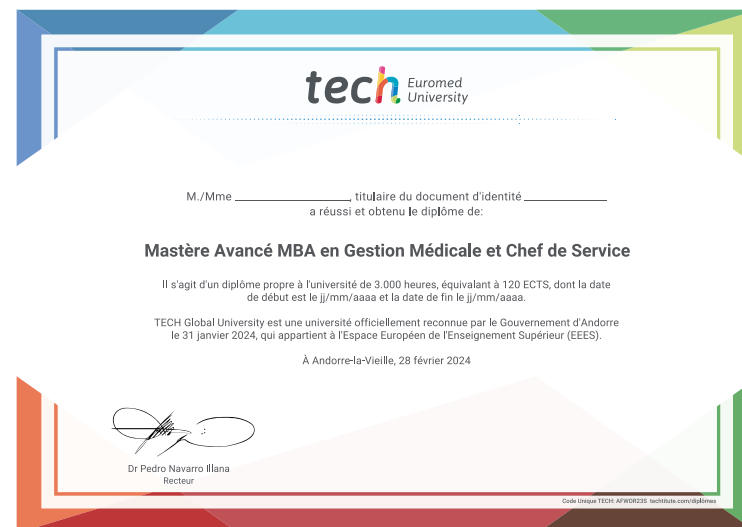 tech Euromed
University
M./Mme ____________________, titulaire du document d'identité ______________
a réussi et obtenu le diplôme de:
Mastère Avancé MBA en Gestion Médicale et Chef de Service
Il s'agit d'un diplôme propre à l'université de 3.000 heures, équivalant à 120 ECTS, dont la date
de début est le jj/mm/aaaa et la date de fin le jj/mm/aaaa.
TECH Global University est une université officiellement reconnue par le Gouvernement d'Andorre
le 31 janvier 2024, qui appartient à l'Espace Européen de l'Enseignement Supérieur (EEES).
À Andorre-la-Vieille, 28 février 2024
Dr Pedro Navarro Illana
Recteur
Code Unique TECH: AFWOR23S techtitute.com/diplômes